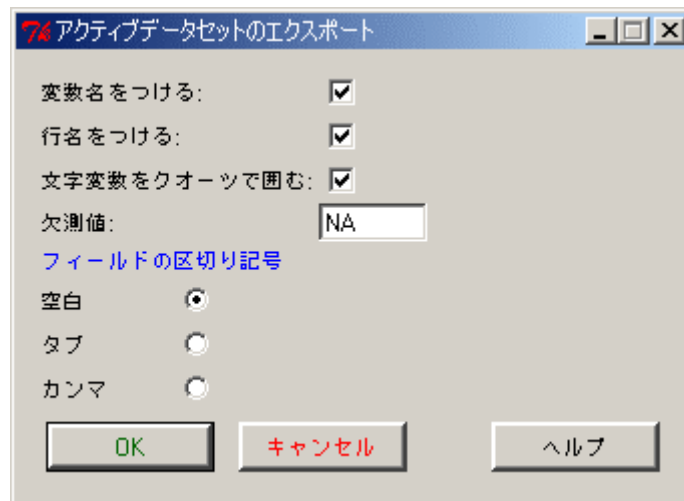 アクティブデータセットのエクスポート
変数名をつける:
行名をつける:
文字変数をクオーツで囲む:
欠測値: NA
フィールドの区切り記号
空白
タブ
カンマ
OK キャンセル ヘルプ